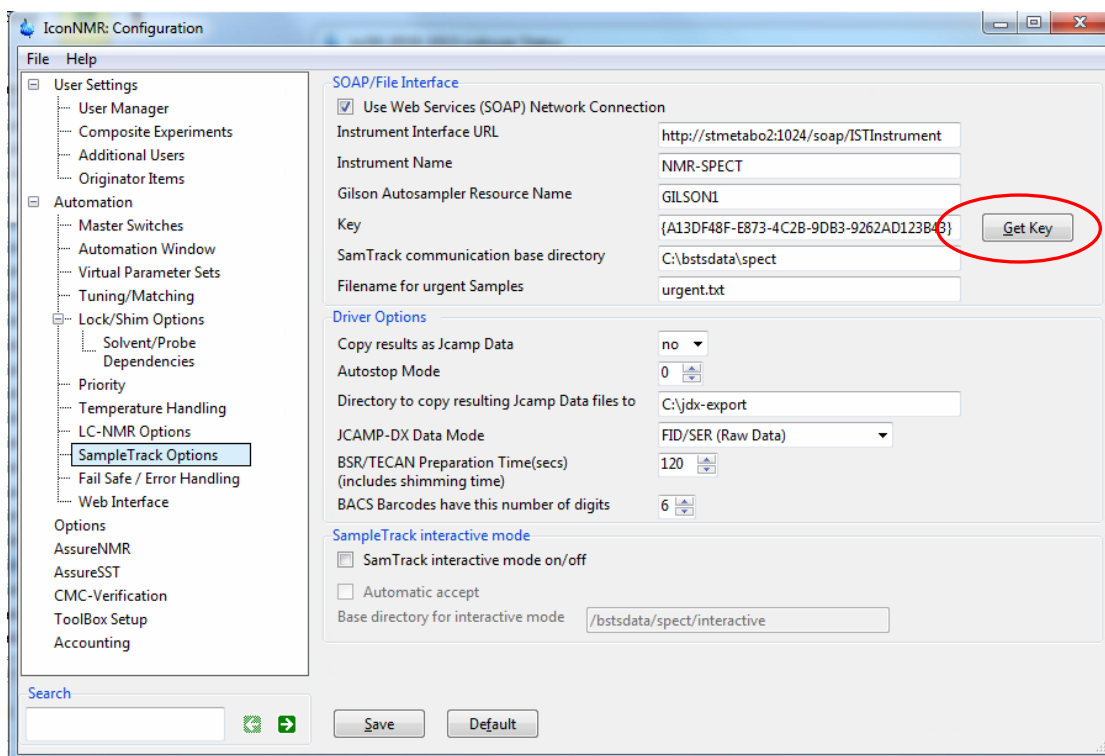 IconNMR: Configuration
File Help
User Settings
User Manager
Composite Experiments
Additional Users
Originator Items
Automation
Master Switches
Automation Window
Virtual Parameter Sets
Tuning/Matching
Lock/Shim Options
Solvent/Probe
Dependencies
Priority
Temperature Handling
LC-NMR Options
SampleTrack Options
Fail Safe / Error Handling
Web Interface
Options
AssureNMR
AssureSST
CMC-Verification
ToolBox Setup
Accounting
Search
SOAP/File Interface
Use Web Services (SOAP) Network Connection
Instrument Interface URL http://stmetabo2:1024/soap/ISTInstrument
Instrument Name NMR-SPECT
Gilson Autosampler Resource Name GILSON1
Key {A13DF48F-E873-4C2B-9DB3-9262AD123B43} Get Key
SamTrack communication base directory C:\bstsdata\spect
Filename for urgent Samples urgent.txt
Driver Options
Copy results as Jcamp Data no
Autostop Mode 0
Directory to copy resulting Jcamp Data files to C:\jdx-export
JCAMP-DX Data Mode FID/SER (Raw Data)
BSR/TECAN Preparation Time(secs) 120
(includes shimming time)
BACS Barcodes have this number of digits 6
SampleTrack interactive mode
SamTrack interactive mode on/off
Automatic accept
Base directory for interactive mode /bstsdata/spect/interactive
Save Default